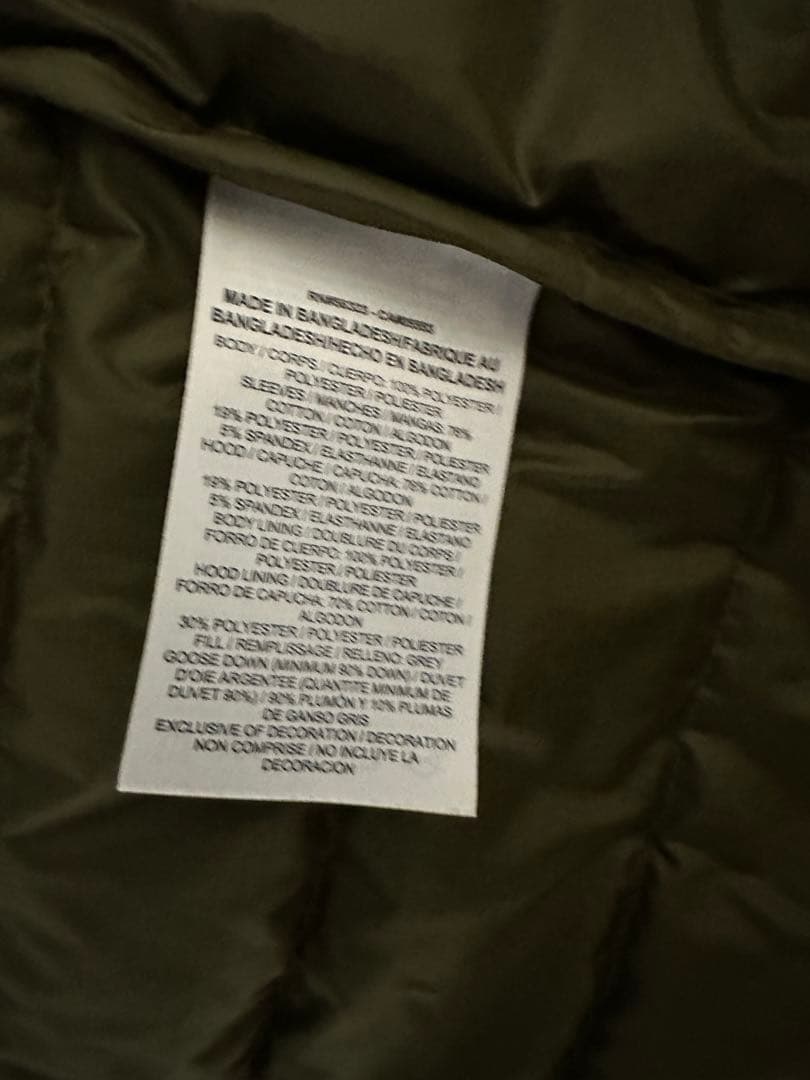 MADE IN BANGLADESH/FABRIQUE AU
BANGLADESH/HECHO EN BANGLADESH
BODY / CORPS / CUERPO: 100% POLYESTER /
POLYESTER / POLIESTER
SLEEVES / MANCHES / MANGAS: 76%
COTTON / COTON / ALGODON
19% POLYESTER / POLYESTER / POLIESTER
5% SPANDEX / ELASTHANNE / ELASTANO
HOOD / CAPUCHE / CAPUCHA: 76% COTTON /
COTON / ALGODON
19% POLYESTER / POLYESTER / POLIESTER
5% SPANDEX / ELASTHANNE / ELASTANO
BODY LINING / DOUBLURE DU CORPS /
FORRO DE CUERPO: 100% POLYESTER /
POLYESTER / POLIESTER
HOOD LINING / DOUBLURE DE CAPUCHE /
FORRO DE CAPUCHA: 70% COTTON / COTON /
ALGODON
30% POLYESTER / POLYESTER / POLIESTER
FILL / REMPLISSAGE / RELLENO: GREY
GOOSE DOWN (MINIMUM 90% DOWN) / DUVET
D'OIE ARGENTEE (QUANTITE MINIMUM DE
DUVET 90%) / 90% PLUMÓN Y 10% PLUMAS
DE GANSO GRIS
EXCLUSIVE OF DECORATION / DECORATION
NON COMPRISE / NO INCLUYE LA
DECORACION